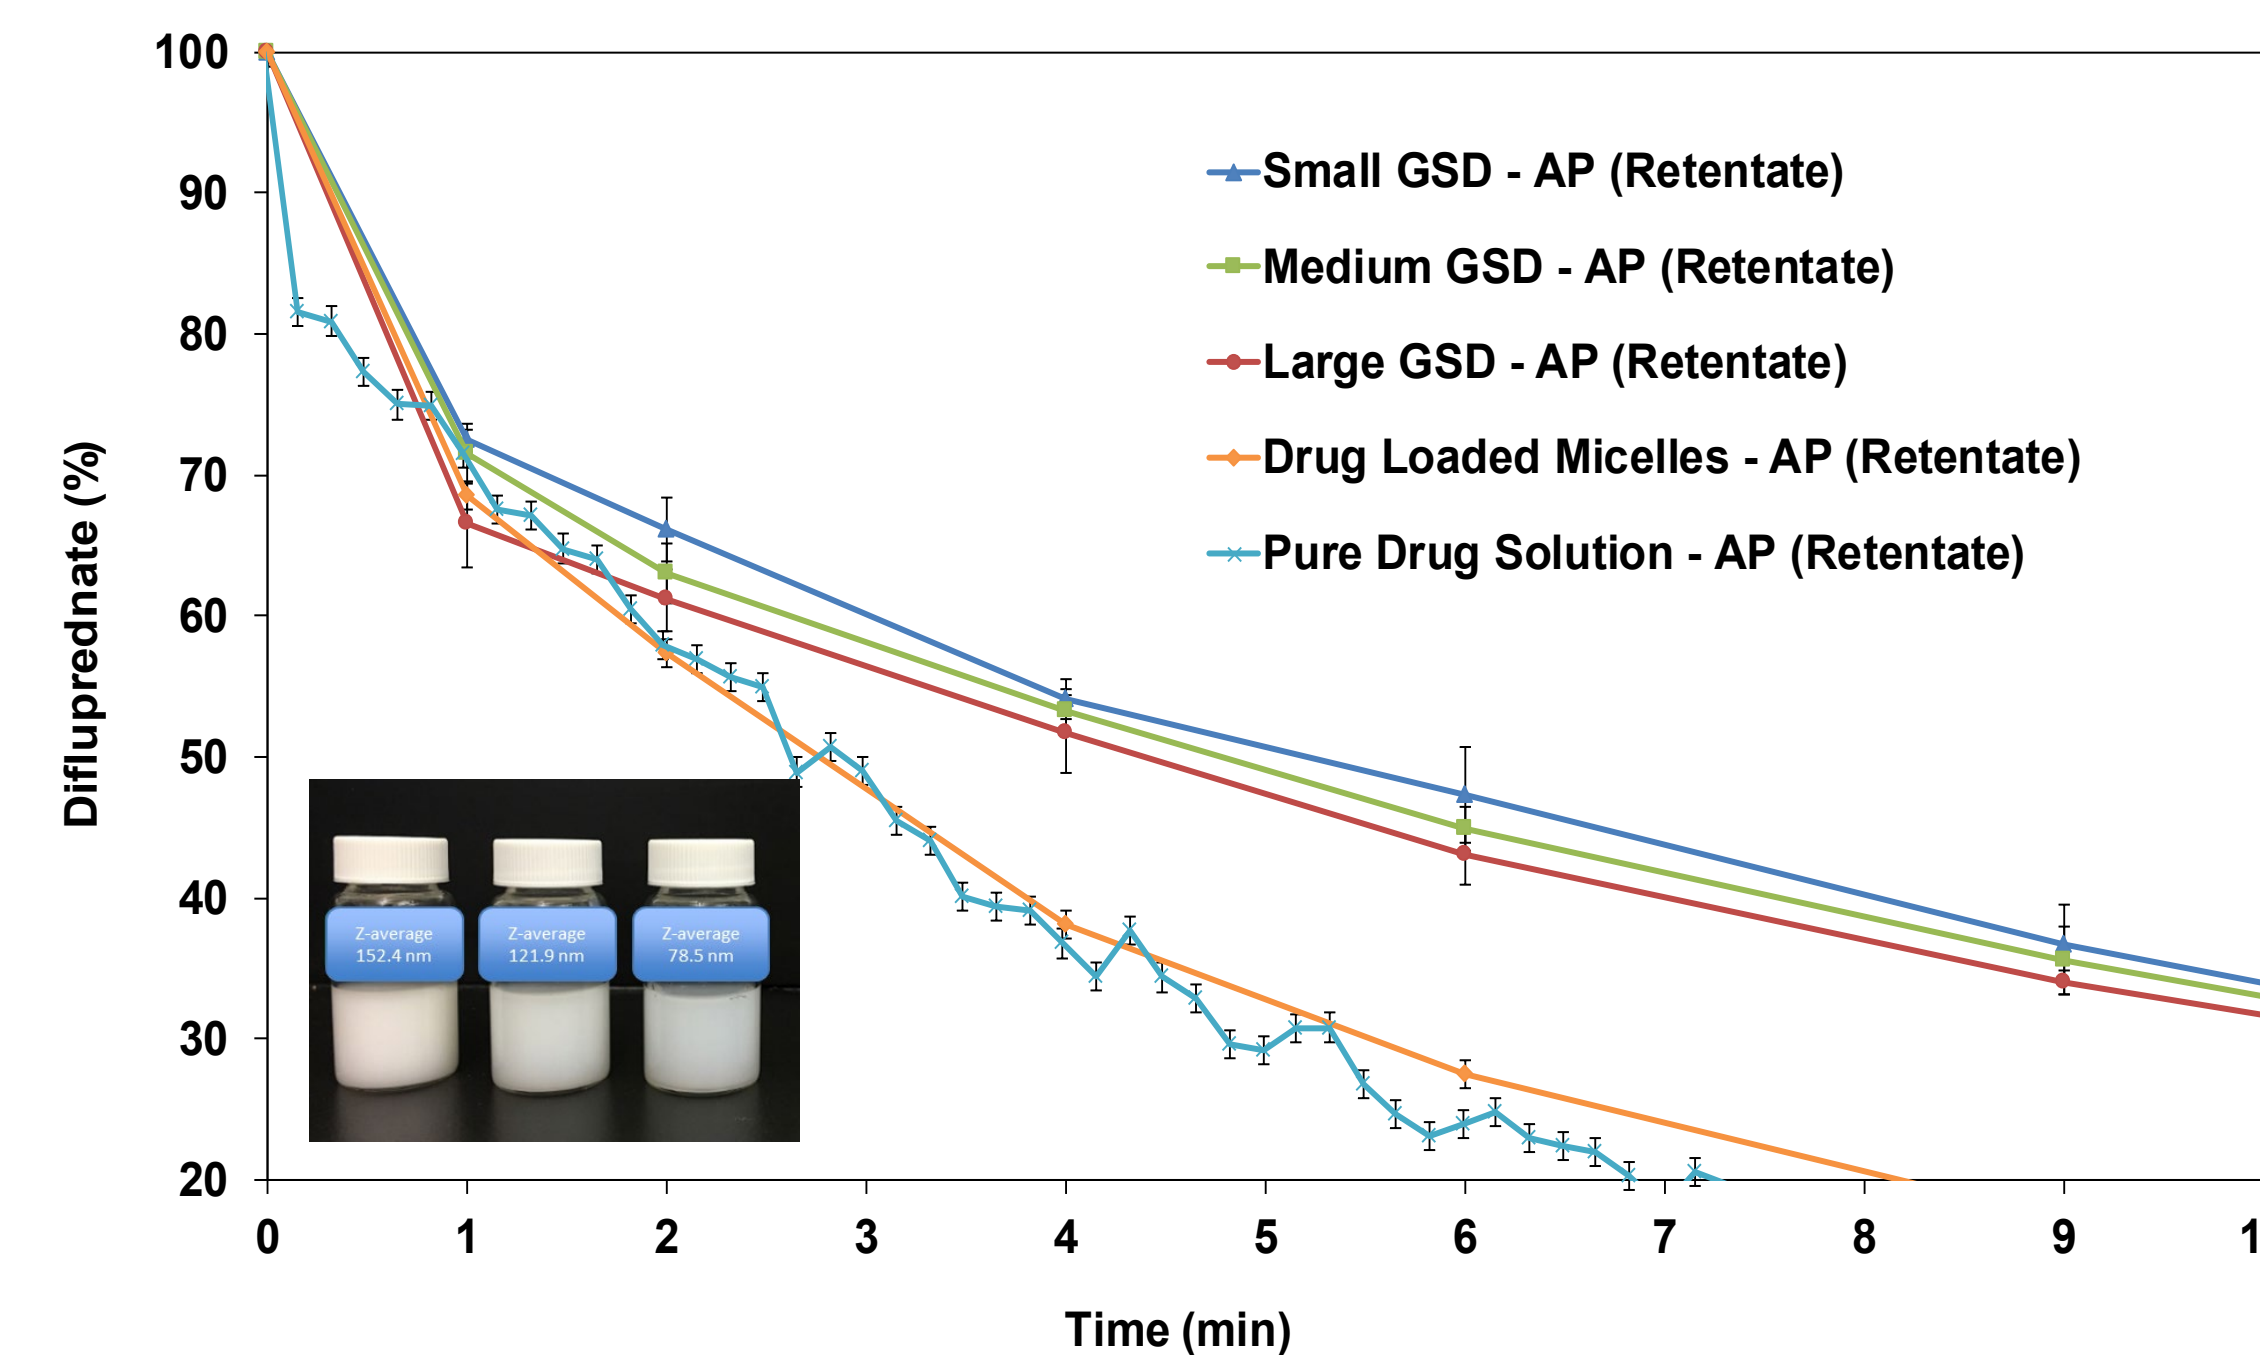 100
90
80
70
60
50
40
30
20
Difluprednate (%)
Small GSD - AP (Retentate)
Medium GSD - AP (Retentate)
Large GSD - AP (Retentate)
Drug Loaded Micelles - AP (Retentate)
Pure Drug Solution - AP (Retentate)
Z-average
152.4 nm
Z-average
121.9 nm
Z-average
78.5 nm
0 1 2 3 4 5 6 7 8 9 1
Time (min)